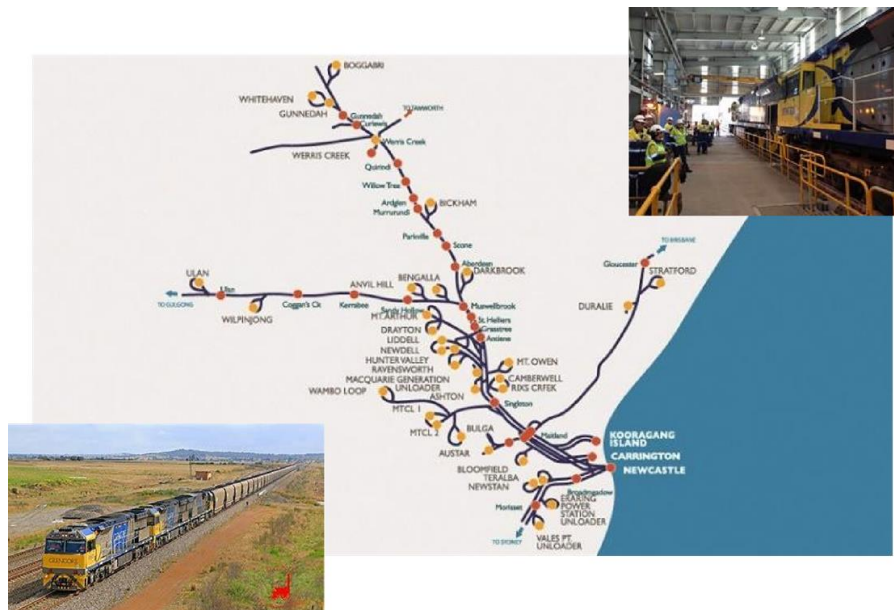 BOGGABRI
WHITEHAVEN
GUNNEDAH
Gunnedah
Curlewis
TO TAMWORTH
WERRIS CREEK
Werris Creek
Quirindi
Willow Tree
Ardglen
Murrurundi
BICKHAM
Parkville
Scone
Aberdeen
DARKBROOK
TO BRISBANE
Gloucester
STRATFORD
DURALIE
ULAN
Ulan
TO GULGONG
WILPINJONG
Coggan's Ck
Kerrabee
ANVIL HILL
BENGALLA
Sandy Hollow
Muswellbrook
MT. ARTHUR
St. Heliers
Grasstree
Antiene
DRAYTON
LIDDELL
NEWDELL
HUNTER VALLEY
RAVENSWORTH
MACQUARIE GENERATION
UNLOADER
ASHTON
MT. OWEN
CAMBERWELL
RIXS CREEK
WAMBO LOOP
Singleton
MTCL 1
MTCL 2
BULGA
AUSTAR
Maitland
KOORAGANG
ISLAND
CARRINGTON
NEWCASTLE
BLOOMFIELD
TERALBA
NEWSTAN
Broadmeadow
Morisset
ERARING
POWER
STATION
UNLOADER
TO SYDNEY
VALES PT.
UNLOADER